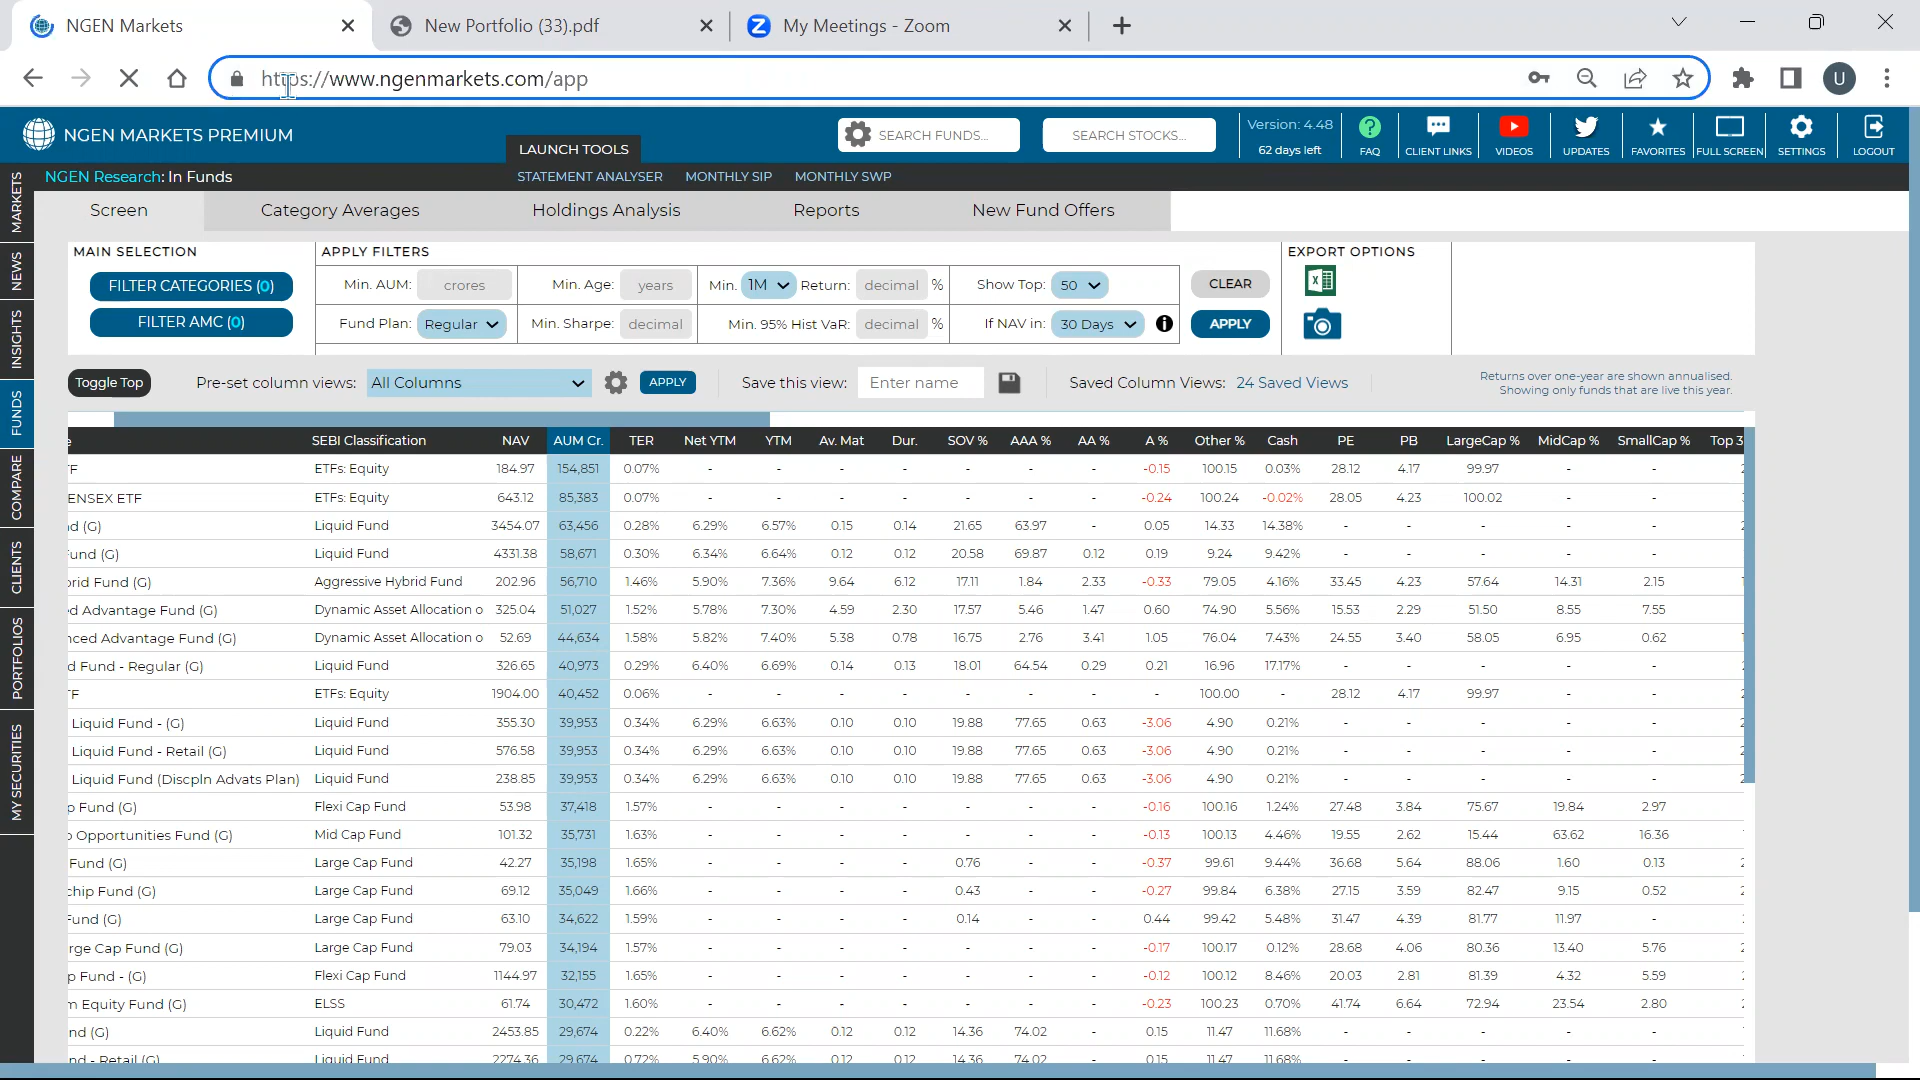 NGEN Markets
New Portfolio (33).pdf
My Meetings - Zoom
https://www.ngenmarkets.com/app
U
NGEN MARKETS PREMIUM
LAUNCH TOOLS
SEARCH FUNDS...
SEARCH STOCKS...
Version: 4.48
62 days left
FAQ
CLIENT LINKS
VIDEOS
UPDATES
FAVORITES
FULL SCREEN
SETTINGS
LOGOUT
NGEN Research: In Funds
STATEMENT ANALYSER MONTHLY SIP MONTHLY SWP
MARKETS
NEWS
INSIGHTS
FUNDS
COMPARE
CLIENTS
PORTFOLIOS
MY SECURITIES
Screen Category Averages Holdings Analysis Reports New Fund Offers
MAIN SELECTION APPLY FILTERS EXPORT OPTIONS
FILTER CATEGORIES (0) Min. AUM: crores Min. Age: years Min. 1M Return: decimal % Show Top: 50 CLEAR
FILTER AMC (0) Fund Plan: Regular Min. Sharpe: decimal Min. 95% Hist VaR: decimal % If NAV in: 30 Days APPLY
Toggle Top Pre-set column views: All Columns APPLY Save this view: Enter name Saved Column Views: 24 Saved Views
Returns over one-year are shown annualised.
Showing only funds that are live this year.
SEBI Classification NAV AUM Cr. TER Net YTM YTM Av. Mat Dur. SOV % AAA % AA % A % Other % Cash PE PB LargeCap % MidCap % SmallCap % Top 3
TF ETFs: Equity 184.97 154,851 0.07% - - - - - - - -0.15 100.15 0.03% 28.12 4.17 99.97 - -
ENSEX ETF ETFs: Equity 643.12 85,383 0.07% - - - - - - - -0.24 100.24 -0.02% 28.05 4.23 100.02 - -
nd (G) Liquid Fund 3454.07 63,456 0.28% 6.29% 6.57% 0.15 0.14 21.65 63.97 - 0.05 14.33 14.38% - - - - -
Fund (G) Liquid Fund 4331.38 58,671 0.30% 6.34% 6.64% 0.12 0.12 20.58 69.87 0.12 0.19 9.24 9.42% - - - - -
brid Fund (G) Aggressive Hybrid Fund 202.96 56,710 1.46% 5.90% 7.36% 9.64 6.12 17.11 1.84 2.33 -0.33 79.05 4.16% 33.45 4.23 57.64 14.31 2.15
ed Advantage Fund (G) Dynamic Asset Allocation o 325.04 51,027 1.52% 5.78% 7.30% 4.59 2.30 17.57 5.46 1.47 0.60 74.90 5.56% 15.53 2.29 51.50 8.55 7.55
nced Advantage Fund (G) Dynamic Asset Allocation o 52.69 44,634 1.58% 5.82% 7.40% 5.38 0.78 16.75 2.76 3.41 1.05 76.04 7.43% 24.55 3.40 58.05 6.95 0.62
d Fund - Regular (G) Liquid Fund 326.65 40,973 0.29% 6.40% 6.69% 0.14 0.13 18.01 64.54 0.29 0.21 16.96 17.17% - - - - -
TF ETFs: Equity 1904.00 40,452 0.06% - - - - - - - - 100.00 - 28.12 4.17 99.97 - -
Liquid Fund - (G) Liquid Fund 355.30 39,953 0.34% 6.29% 6.63% 0.10 0.10 19.88 77.65 0.63 -3.06 4.90 0.21% - - - - -
Liquid Fund - Retail (G) Liquid Fund 576.58 39,953 0.34% 6.29% 6.63% 0.10 0.10 19.88 77.65 0.63 -3.06 4.90 0.21% - - - - -
Liquid Fund (Discpln Advats Plan) Liquid Fund 238.85 39,953 0.34% 6.29% 6.63% 0.10 0.10 19.88 77.65 0.63 -3.06 4.90 0.21% - - - - -
p Fund (G) Flexi Cap Fund 53.98 37,418 1.57% - - - - - - - -0.16 100.16 1.24% 27.48 3.84 75.67 19.84 2.97
o Opportunities Fund (G) Mid Cap Fund 101.32 35,731 1.63% - - - - - - - -0.13 100.13 4.46% 19.55 2.62 15.44 63.62 16.36
Fund (G) Large Cap Fund 42.27 35,198 1.65% - - - - 0.76 - - -0.37 99.61 9.44% 36.68 5.64 88.06 1.60 0.13
chip Fund (G) Large Cap Fund 69.12 35,049 1.66% - - - - 0.43 - - -0.27 99.84 6.38% 27.15 3.59 82.47 9.15 0.52
Fund (G) Large Cap Fund 63.10 34,622 1.59% - - - - 0.14 - - 0.44 99.42 5.48% 31.47 4.39 81.77 11.97 -
rge Cap Fund (G) Large Cap Fund 79.03 34,194 1.57% - - - - - - - -0.17 100.17 0.12% 28.68 4.06 80.36 13.40 5.76
p Fund - (G) Flexi Cap Fund 1144.97 32,155 1.65% - - - - - - - -0.12 100.12 8.46% 20.03 2.81 81.39 4.32 5.59
m Equity Fund (G) ELSS 61.74 30,472 1.60% - - - - - - - -0.23 100.23 0.70% 41.74 6.64 72.94 23.54 2.80
nd (G) Liquid Fund 2453.85 29,674 0.22% 6.40% 6.62% 0.12 0.12 14.36 74.02 - 0.15 11.47 11.68% - - - - -
nd - Retail (G) Liquid Fund 2274.36 29,674 0.72% 5.90% 6.62% 0.12 0.12 14.36 74.02 - 0.15 11.47 11.68% - - - - -